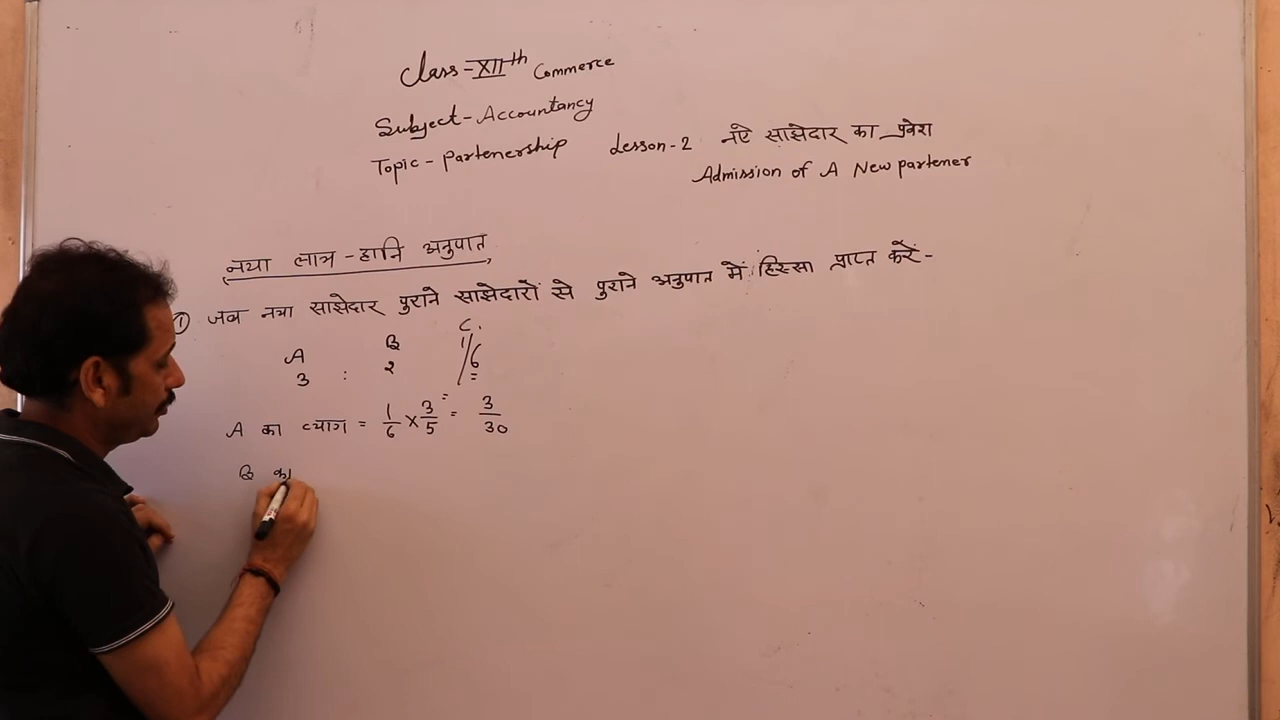 Class-XIIth Commerce
Subject-Accountancy
Topic-Partenership Lesson-2 नऐ साझेदार का प्रवेश
Admission of A New partener
नया लाभ-हानि अनुपात
① जब नया साझेदार पुराने साझेदारों से पुराने अनुपात में हिस्सा प्राप्त करें-
A B C.
3 : 2 1/6
A का त्याग = 1/6 × 3/5 = 3/30
B का